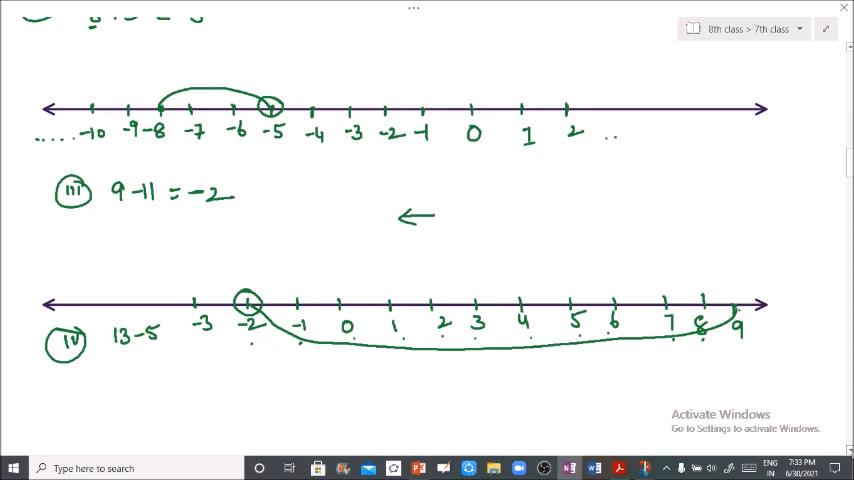 8th class > 7th class
..... -10 -9 -8 -7 -6 -5 -4 -3 -2 -1 0 1 2 ..
(iii) 9 - 11 = -2
-3 -2 -1 0 1 2 3 4 5 6 7 8 9
(iv) 13 - 5
Activate Windows
Go to Settings to activate Windows.
Type here to search
ENG
IN
7:33 PM
6/30/2021